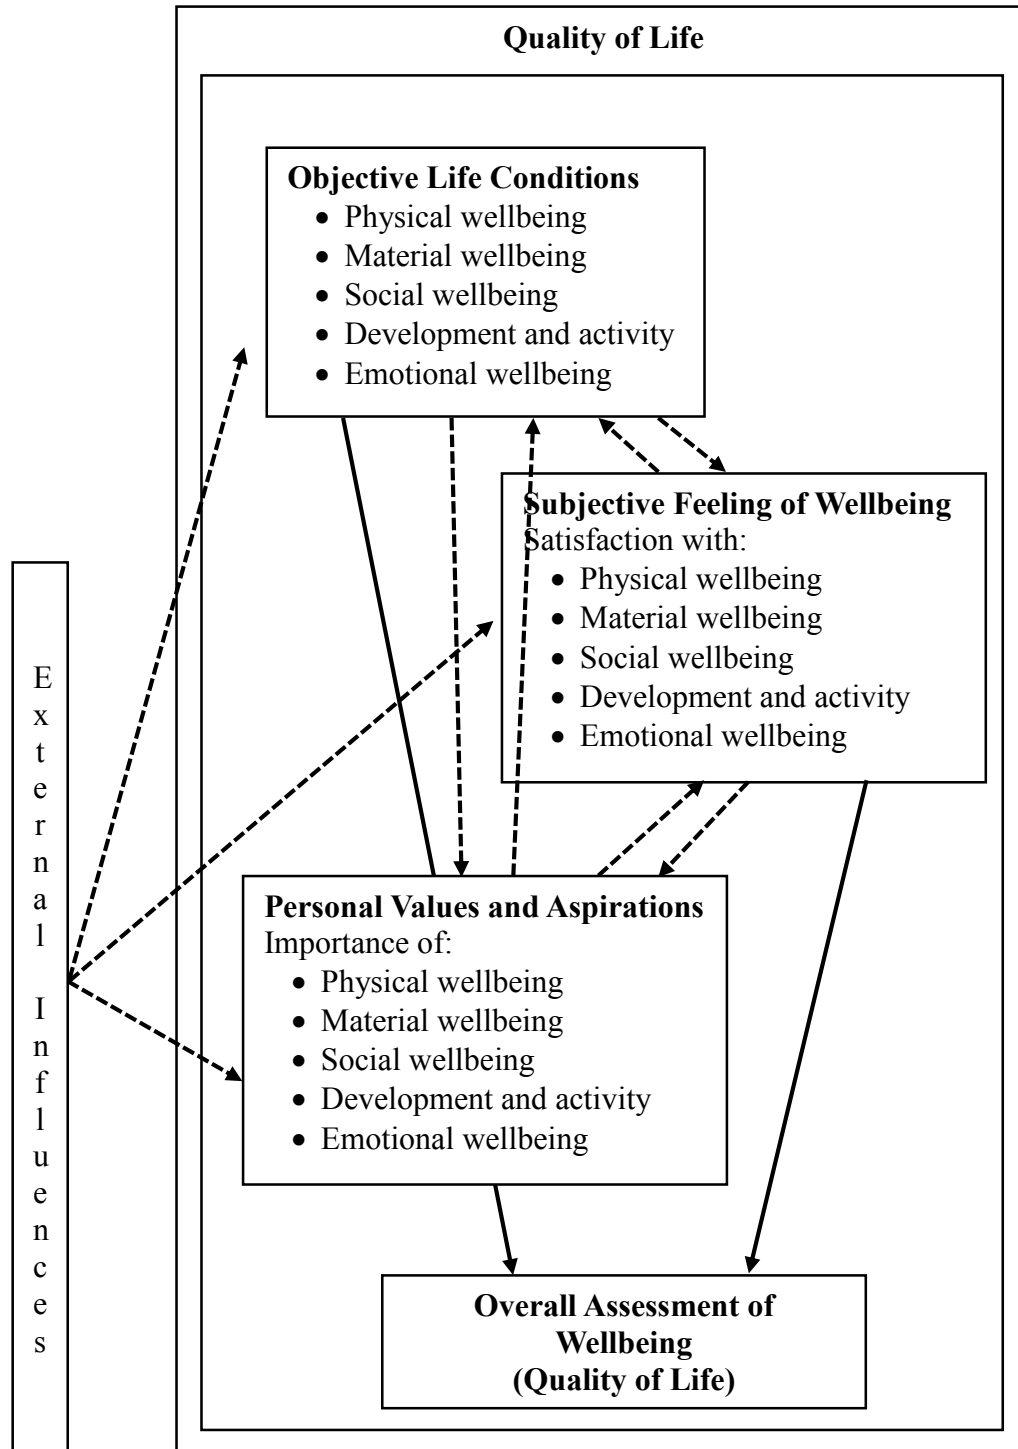 Quality of Life
Objective Life Conditions
• Physical wellbeing
• Material wellbeing
• Social wellbeing
• Development and activity
• Emotional wellbeing
Subjective Feeling of Wellbeing
Satisfaction with:
• Physical wellbeing
• Material wellbeing
• Social wellbeing
• Development and activity
• Emotional wellbeing
External Influences
Personal Values and Aspirations
Importance of:
• Physical wellbeing
• Material wellbeing
• Social wellbeing
• Development and activity
• Emotional wellbeing
Overall Assessment of
Wellbeing
(Quality of Life)